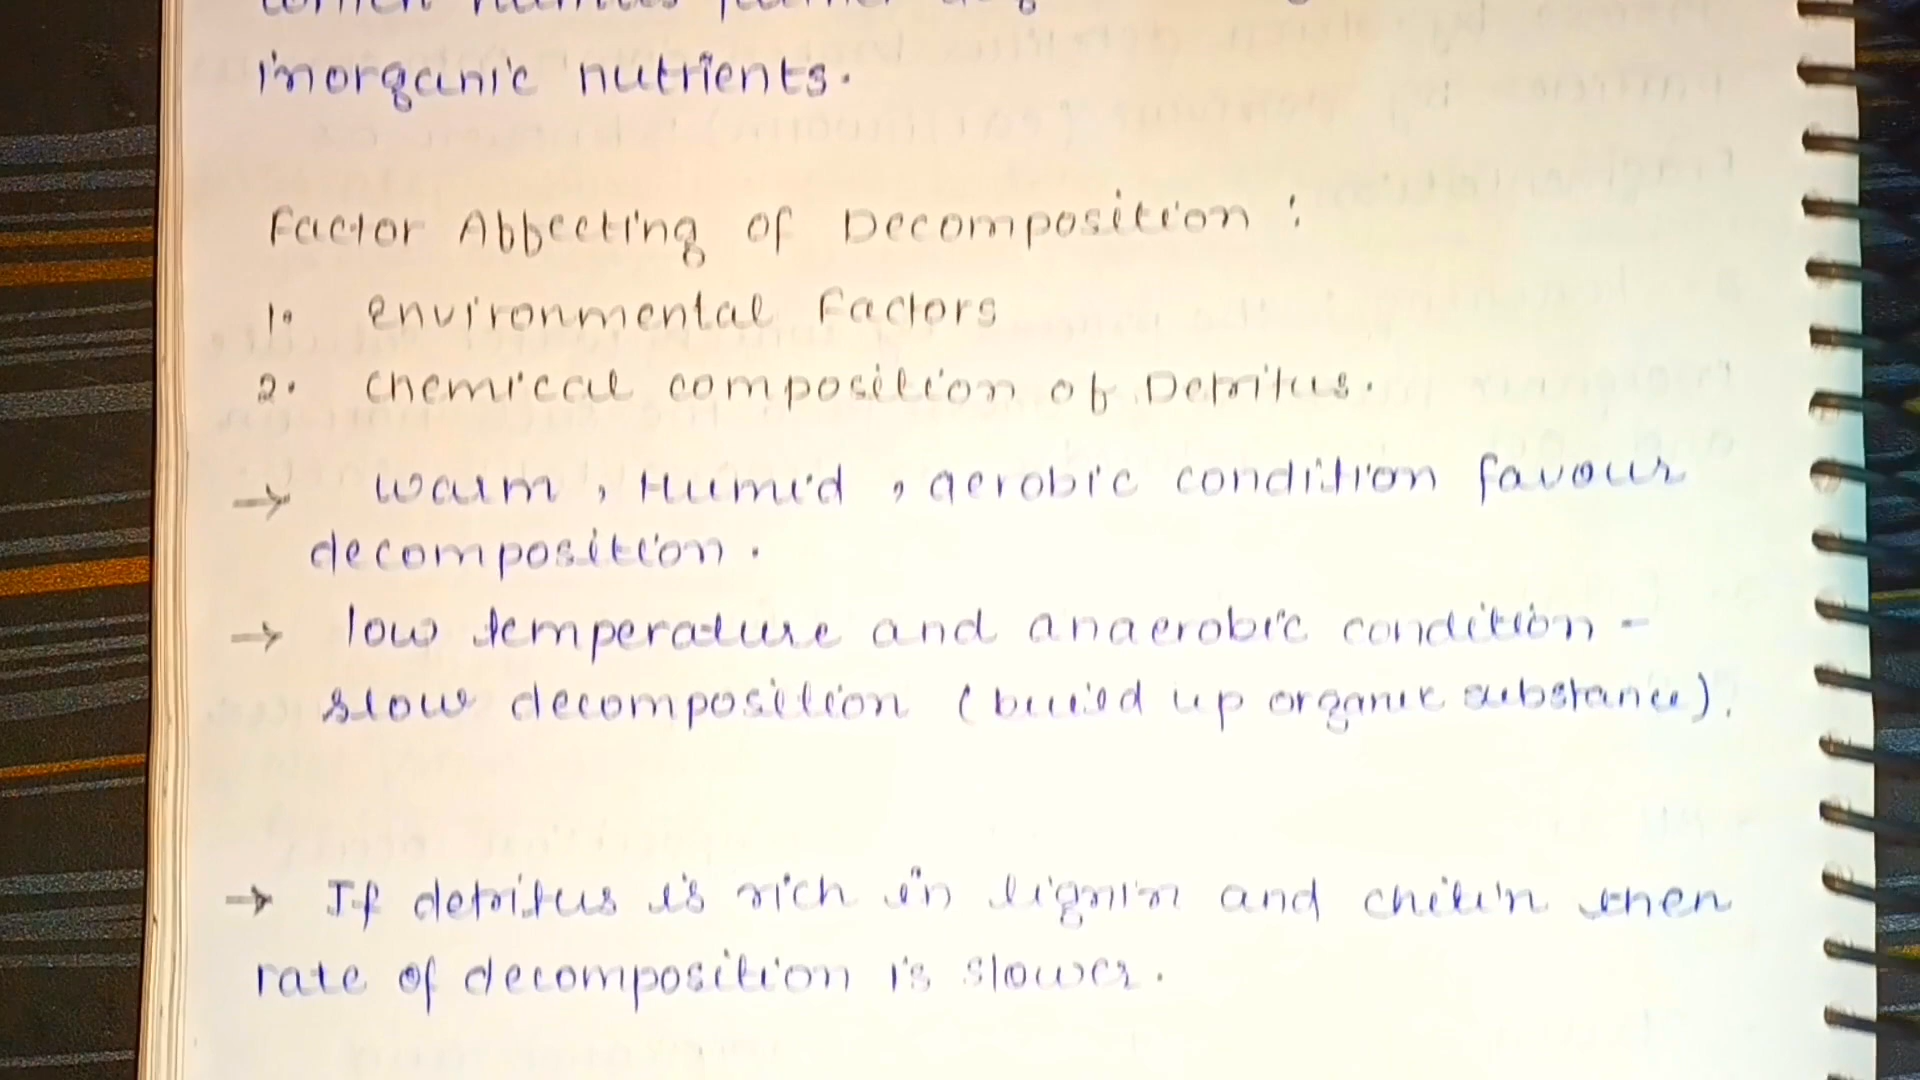 inorganic nutrients.
Factor Abbecting of Decomposition :
1. environmental Factors
2. chemical composition of Detritus.
→ warm, Humid, aerobic condition favour
decomposition.
→ low temperature and anaerobic condition -
slow decomposition (build up organic substance).
→ If detritus is rich in lignin and chitin then
rate of decomposition is slower.